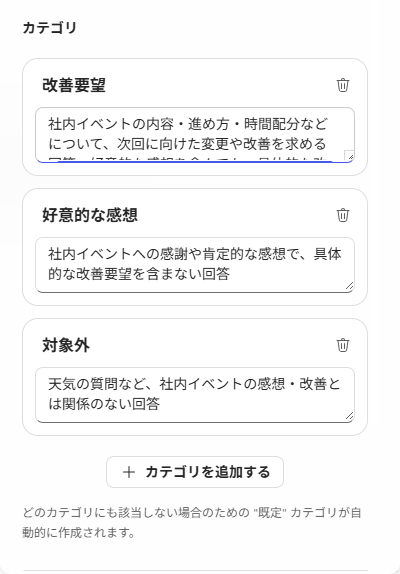 カテゴリ
改善要望
社内イベントの内容・進め方・時間配分など
について、次回に向けた変更や改善を求める
好意的な感想
社内イベントへの感謝や肯定的な感想で、具体
的な改善要望を含まない回答
対象外
天気の質問など、社内イベントの感想・改善と
は関係のない回答
カテゴリを追加する
どのカテゴリにも該当しない場合のための "既定" カテゴリが自
動的に作成されます。